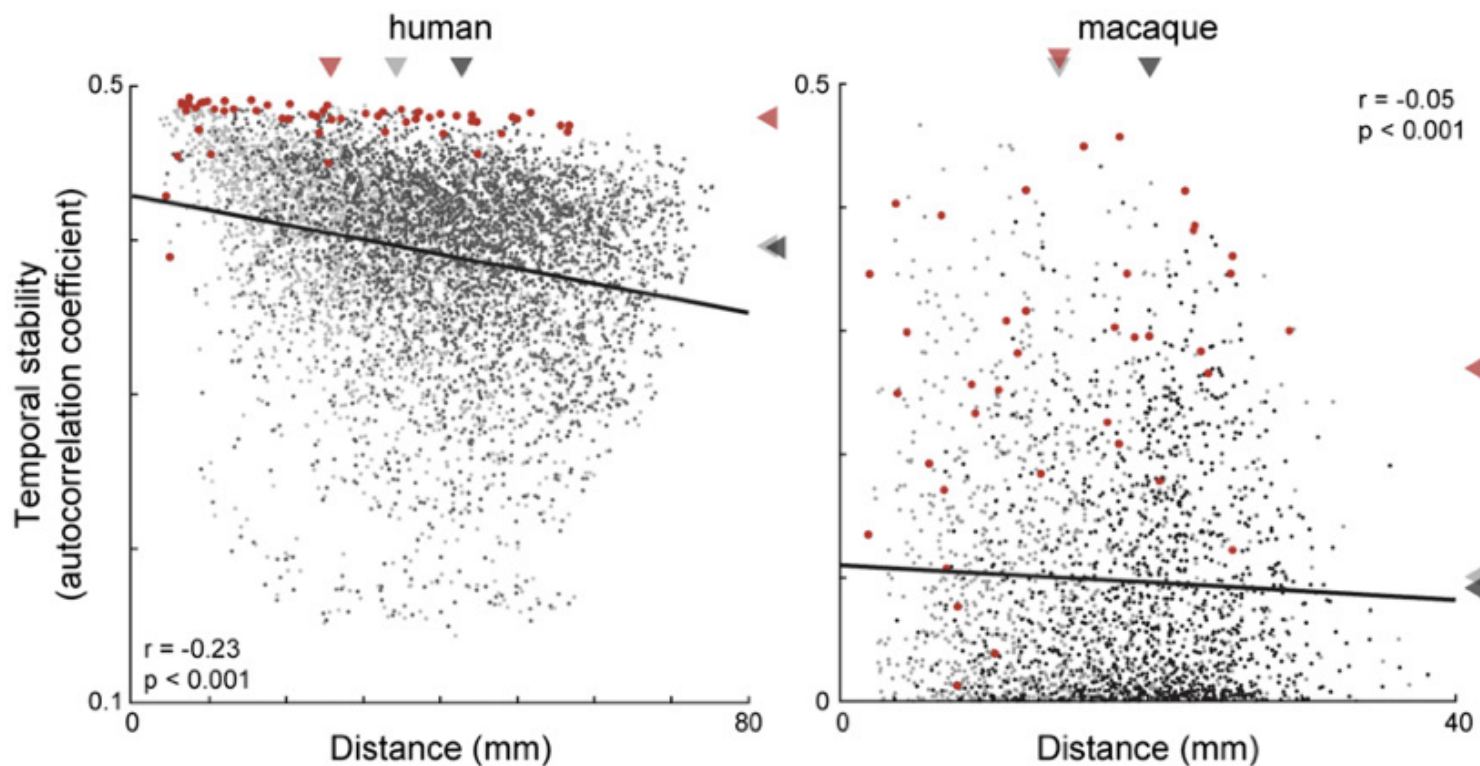 human
macaque
0.5
0.5
r = -0.05
p < 0.001
Temporal stability
(autocorrelation coefficient)
r = -0.23
p < 0.001
0.1
0
0
80
0
40
Distance (mm)
Distance (mm)